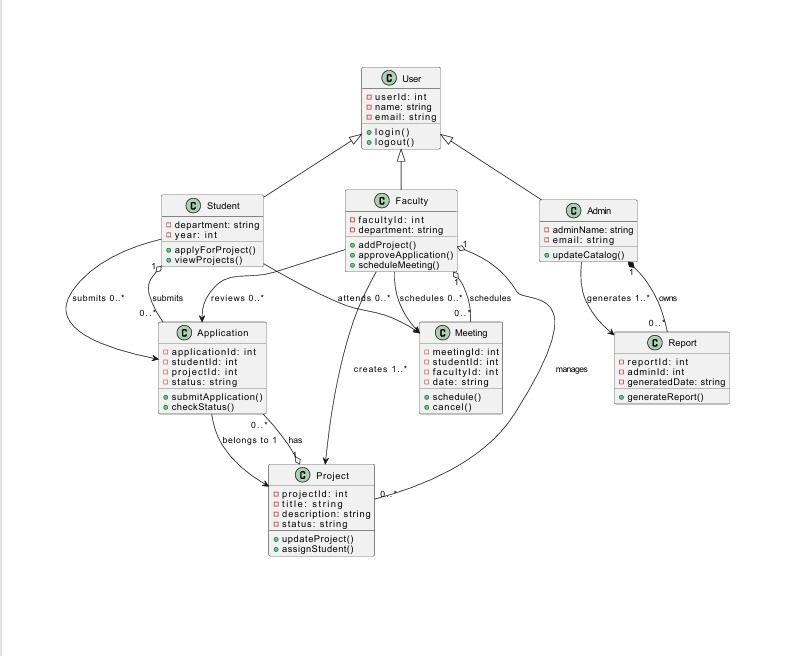 C User
userId: int
name: string
email: string
login()
logout()
C Student
department: string
year: int
applyForProject()
viewProjects()
C Faculty
facultyId: int
department: string
addProject()
approveApplication()
scheduleMeeting()
C Admin
adminName: string
email: string
updateCatalog()
1
1
1
1
submits 0..*
submits
reviews 0..*
attends 0..*
schedules 0..*
schedules
generates 1..*
owns
0..*
0..*
0..*
C Application
applicationId: int
studentId: int
projectId: int
status: string
submitApplication()
checkStatus()
C Meeting
meetingId: int
studentId: int
facultyId: int
date: string
schedule()
cancel()
C Report
reportId: int
adminId: int
generatedDate: string
generateReport()
creates 1..*
manages
0..*
belongs to 1
has
1
C Project
projectId: int
title: string
description: string
status: string
updateProject()
assignStudent()
0..*